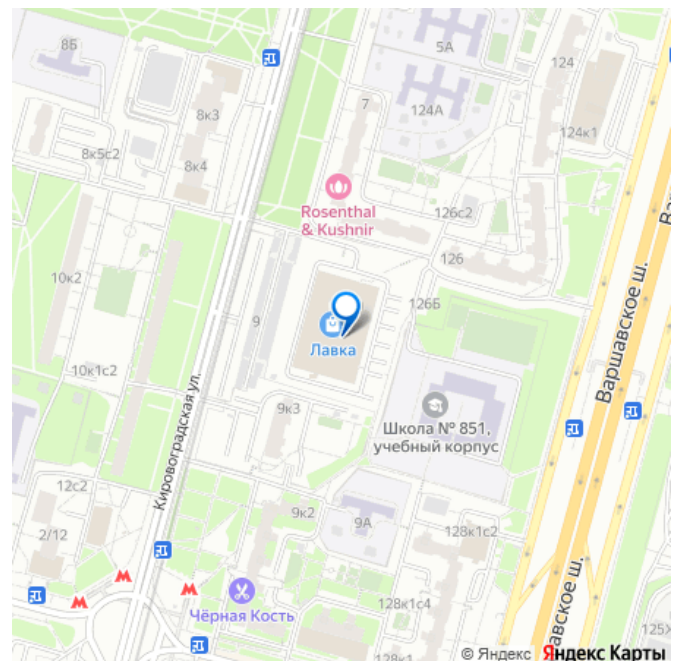 8Б
5А
124
7
124А
8к3
124к1
8к5с2
8к4
Rosenthal
& Kushnir
126с2
126
10к2
126Б
9
Лавка
Варшавское ш.
10к1с2
Кировоградская ул.
9к3
Школа № 851,
учебный корпус
12с2
2/12
9к2
9А
128к1с2
Чёрная Кость
128к1с4
128к1
© Яндекс Яндекс Карты